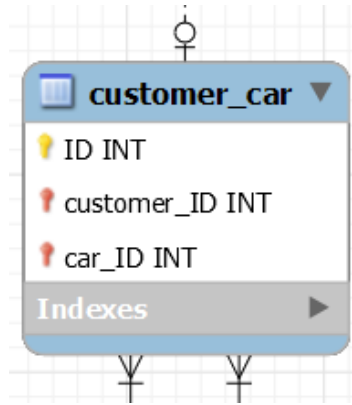 customer_car
ID INT
customer_ID INT
car_ID INT
Indexes